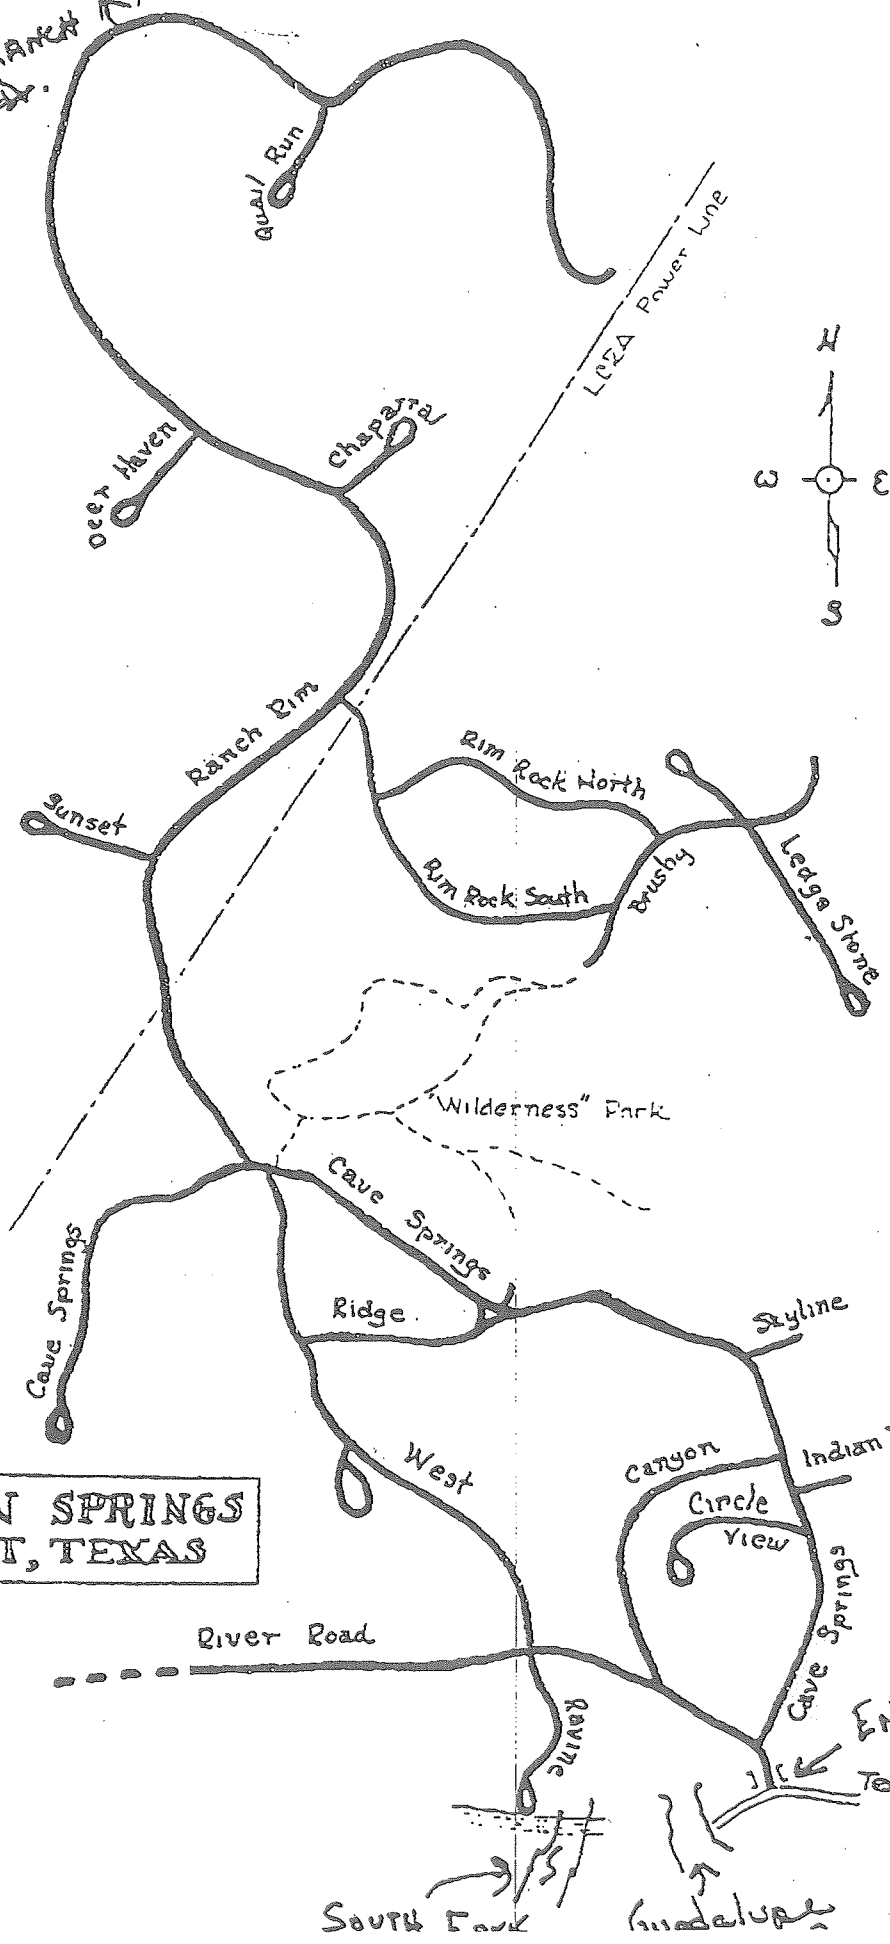 Quail Run
LCRA Power Line
N
W
E
S
Chaparral
Deer Haven
Ranch Rim
Sunset
Rim Rock North
Rim Rock South
Brushy
Ledge Stone
"Wilderness" Park
Cave Springs
Cave Springs
Ridge
Skyline
West
Canyon
Indian
Circle
View
SPRINGS
TEXAS
River Road
Cave Springs
Ravine
South Fork
Guadalupe